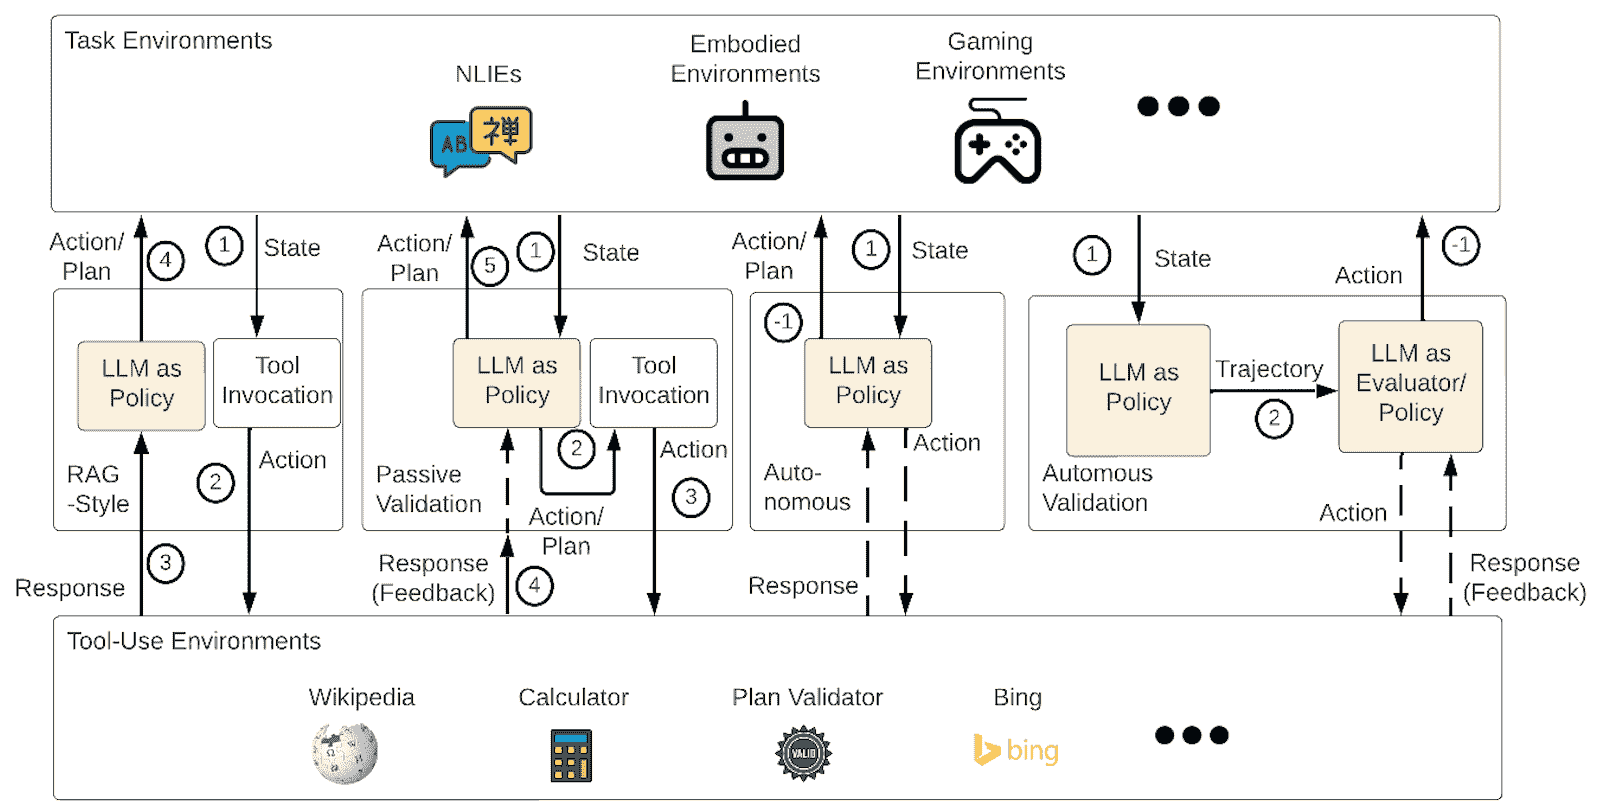 Task Environments
NLIEs
Embodied
Environments
Gaming
Environments
AB
禅
Action/
Plan
4
1
State
Action/
Plan
5
1
State
Action/
Plan
-1
1
State
1
State
Action
-1
LLM as
Policy
Tool
Invocation
RAG
-Style
2
Action
3
Response
LLM as
Policy
Tool
Invocation
Passive
Validation
2
Action/
Plan
Action
3
Response
(Feedback)
4
LLM as
Policy
Auto-
nomous
Action
Response
LLM as
Policy
Trajectory
2
LLM as
Evaluator/
Policy
Automous
Validation
Action
Response
(Feedback)
Tool-Use Environments
Wikipedia
Calculator
Plan Validator
VALID
Bing
bing